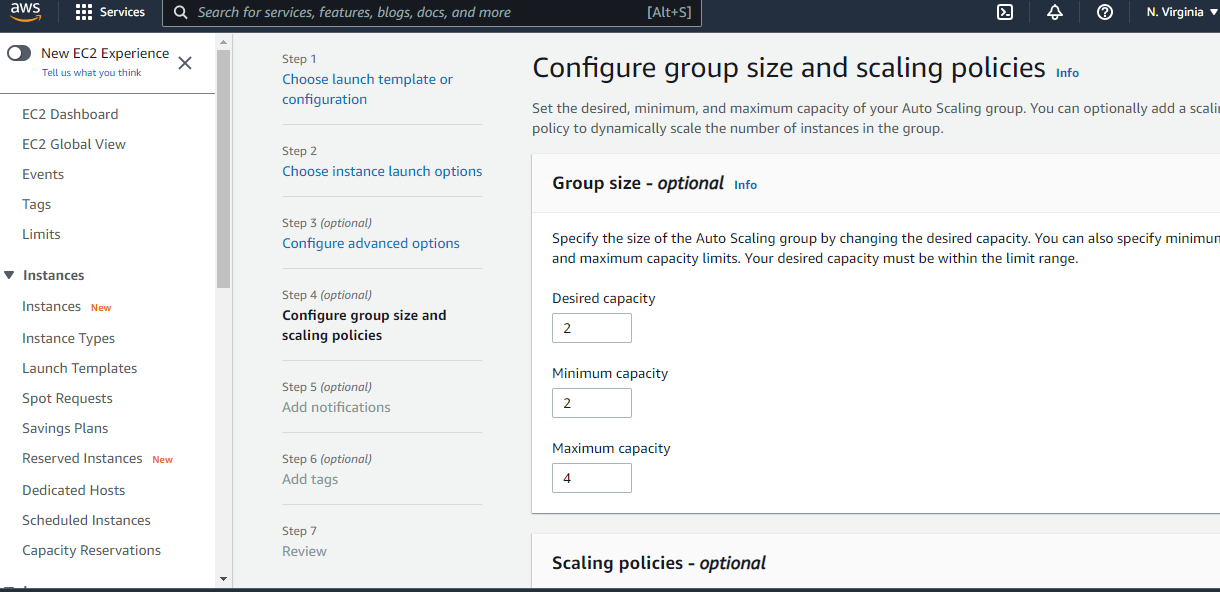 aws
Services
Search for services, features, blogs, docs, and more
[Alt+S]
N. Virginia
New EC2 Experience
Tell us what you think
EC2 Dashboard
EC2 Global View
Events
Tags
Limits
Instances
Instances New
Instance Types
Launch Templates
Spot Requests
Savings Plans
Reserved Instances New
Dedicated Hosts
Scheduled Instances
Capacity Reservations
Step 1
Choose launch template or
configuration
Step 2
Choose instance launch options
Step 3 (optional)
Configure advanced options
Step 4 (optional)
Configure group size and
scaling policies
Step 5 (optional)
Add notifications
Step 6 (optional)
Add tags
Step 7
Review
Configure group size and scaling policies Info
Set the desired, minimum, and maximum capacity of your Auto Scaling group. You can optionally add a scali
policy to dynamically scale the number of instances in the group.
Group size - optional Info
Specify the size of the Auto Scaling group by changing the desired capacity. You can also specify minimum
and maximum capacity limits. Your desired capacity must be within the limit range.
Desired capacity
2
Minimum capacity
2
Maximum capacity
4
Scaling policies - optional